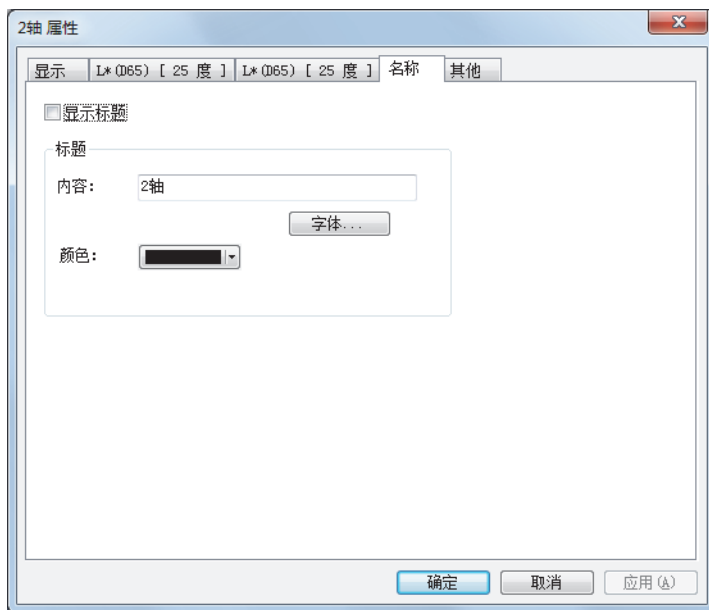 2轴 属性
显示 L*(D65) [ 25 度 ] L*(D65) [ 25 度 ] 名称 其他
显示标题
标题
内容： 2轴
字体...
颜色：
确定 取消 应用(A)